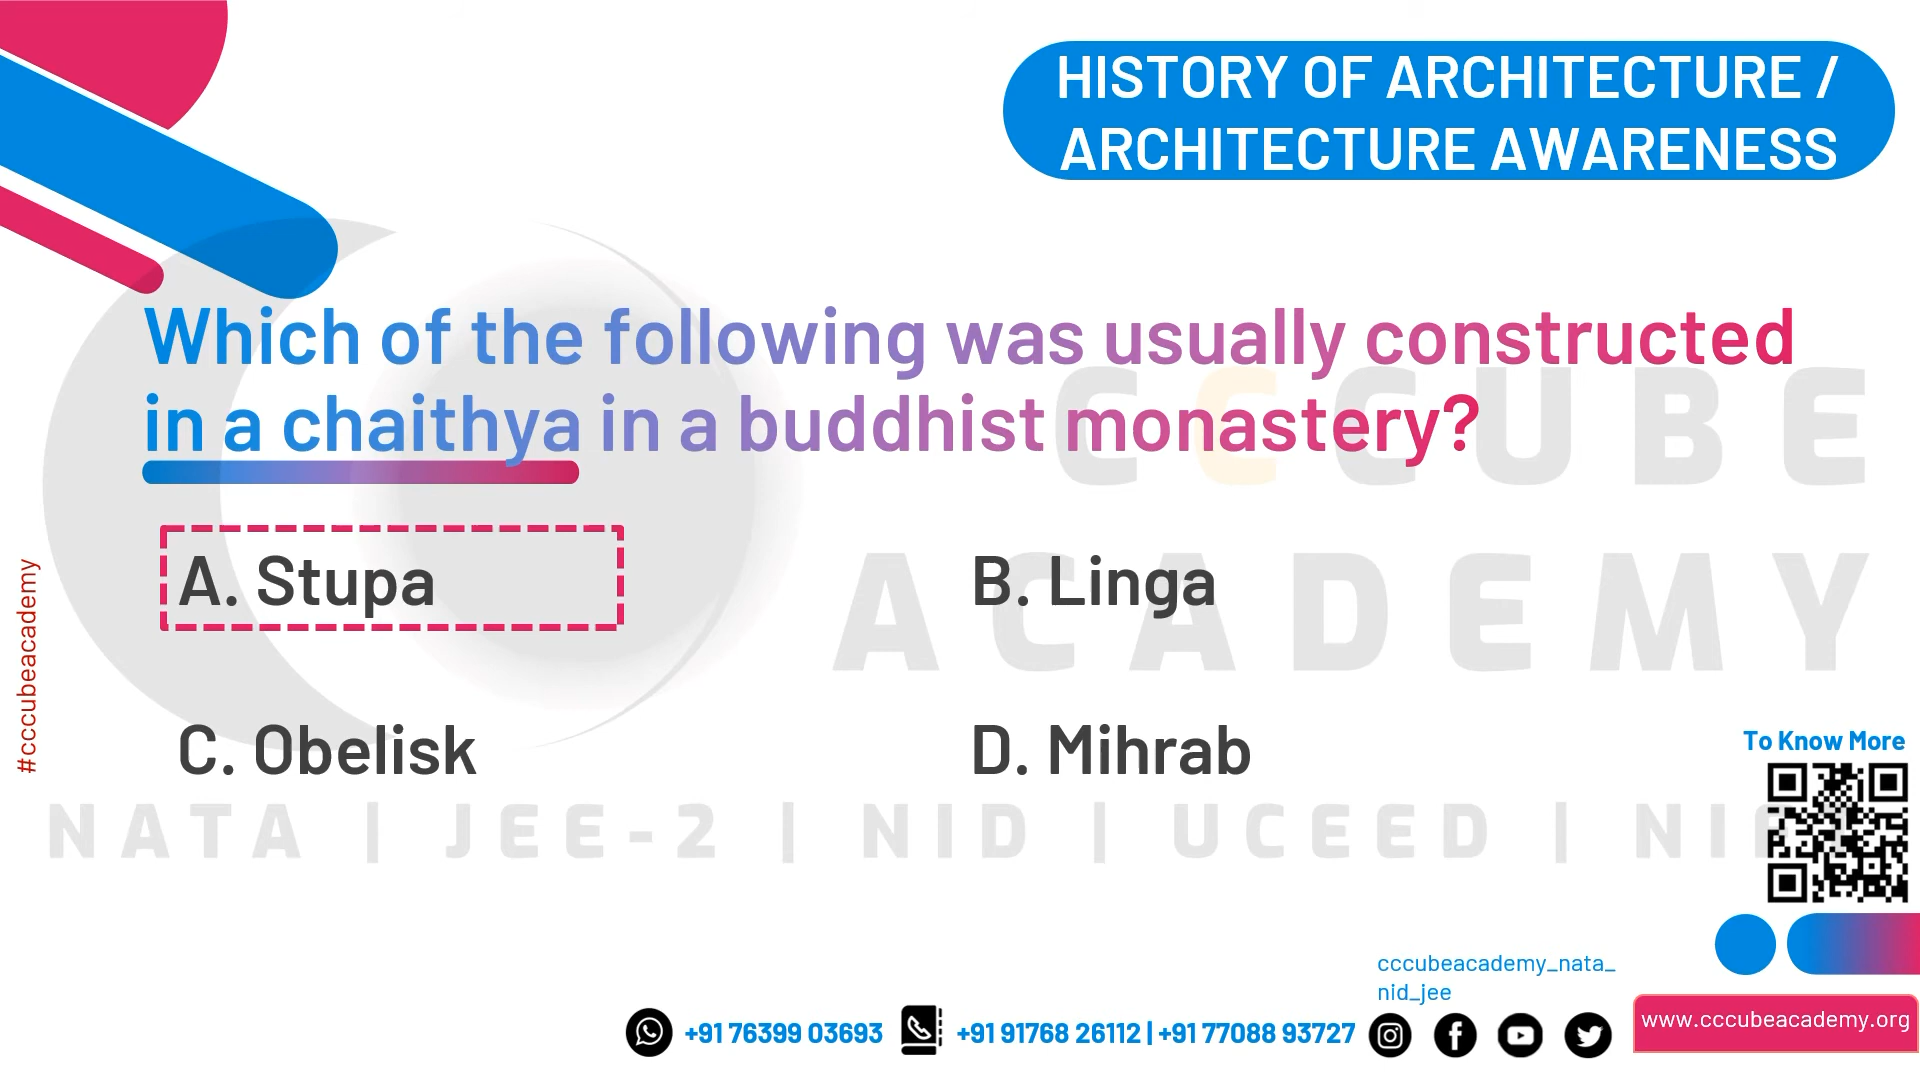 HISTORY OF ARCHITECTURE /
ARCHITECTURE AWARENESS
Which of the following was usually constructed
in a chaithya in a buddhist monastery?
CCCUBE
A. Stupa
B. Linga
ACADEMY
#cccubeacademy
C. Obelisk
D. Mihrab
To Know More
NATA | JEE-2 | NID | UCEED |
cccubeacademy_nata_
nid_jee
+91 76399 03693
+91 91768 26112 | +91 77088 93727
www.cccubeacademy.org